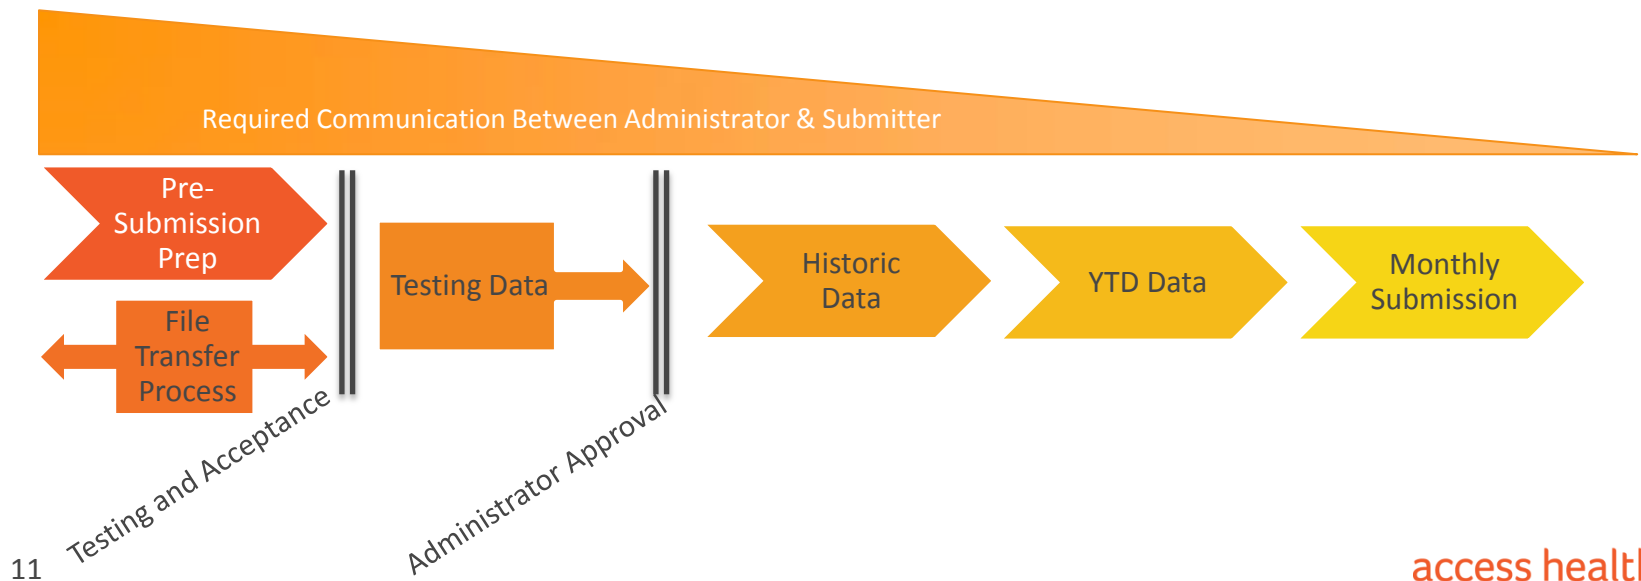 Required Communication Between Administrator & Submitter
Pre-
Submission
Prep
File
Transfer
Process
Testing and Acceptance
Testing Data
Administrator Approval
Historic
Data
YTD Data
Monthly
Submission
11
access